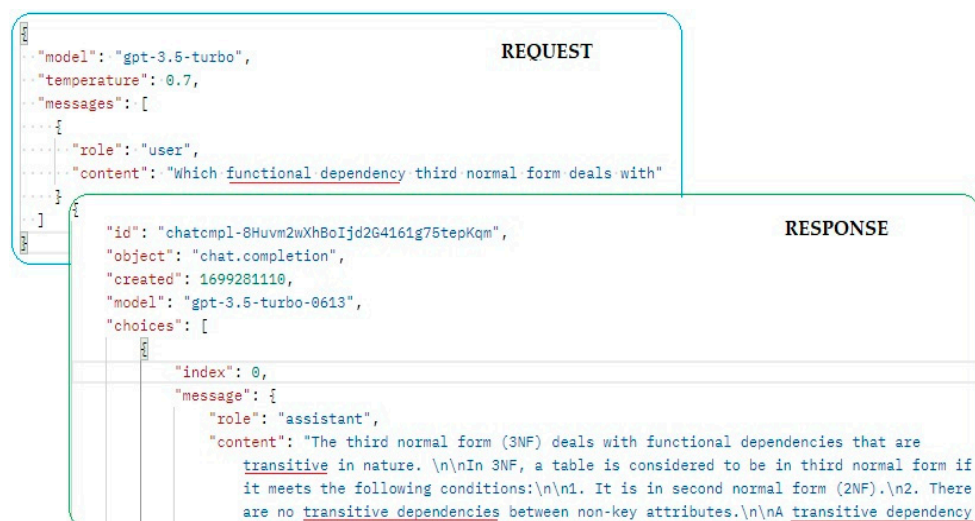 {
REQUEST
"model": "gpt-3.5-turbo",
"temperature": 0.7,
"messages": [
{
"role": "user",
"content": "Which functional dependency third normal form deals with"
}
]
}
{
RESPONSE
"id": "chatcmpl-8Huvm2wXhBoIjd2G4161g75tepKqm",
"object": "chat.completion",
"created": 1699281110,
"model": "gpt-3.5-turbo-0613",
"choices": [
{
"index": 0,
"message": {
"role": "assistant",
"content": "The third normal form (3NF) deals with functional dependencies that are
transitive in nature. \n\nIn 3NF, a table is considered to be in third normal form if
it meets the following conditions:\n\n1. It is in second normal form (2NF).\n2. There
are no transitive dependencies between non-key attributes.\n\nA transitive dependency